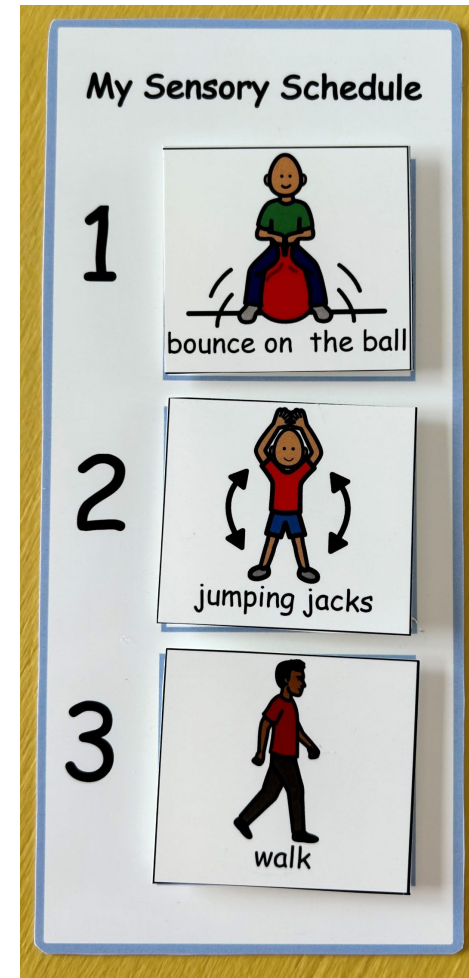 My Sensory Schedule
1
bounce on the ball
2
jumping jacks
3
walk